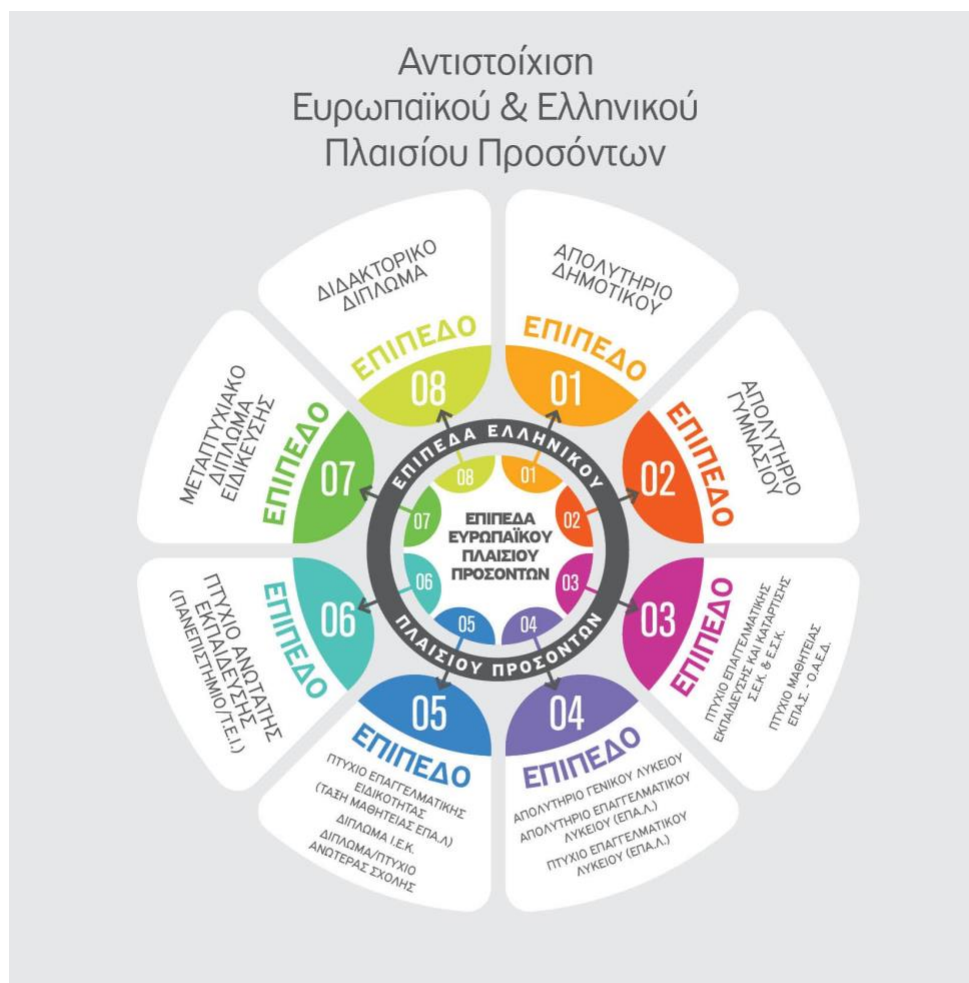 Αντιστοίχιση
Ευρωπαϊκού & Ελληνικού
Πλαισίου Προσόντων
ΑΠΟΛΥΤΗΡΙΟ
ΔΗΜΟΤΙΚΟΥ
ΕΠΙΠΕΔΟ
01
ΑΠΟΛΥΤΗΡΙΟ
ΓΥΜΝΑΣΙΟΥ
ΕΠΙΠΕΔΟ
02
ΕΠΙΠΕΔΟ
03
ΠΤΥΧΙΟ ΕΠΑΓΓΕΛΜΑΤΙΚΗΣ
ΕΚΠΑΙΔΕΥΣΗΣ ΚΑΙ ΚΑΤΑΡΤΙΣΗΣ
Σ.Ε.Κ. & Ε.Σ.Κ.
ΠΤΥΧΙΟ ΜΑΘΗΤΕΙΑΣ
ΕΠΑ.Σ. - Ο.Α.Ε.Δ.
04
ΕΠΙΠΕΔΟ
ΑΠΟΛΥΤΗΡΙΟ ΓΕΝΙΚΟΥ ΛΥΚΕΙΟΥ
ΑΠΟΛΥΤΗΡΙΟ ΕΠΑΓΓΕΛΜΑΤΙΚΟΥ
ΛΥΚΕΙΟΥ (ΕΠΑ.Λ.)
ΠΤΥΧΙΟ ΕΠΑΓΓΕΛΜΑΤΙΚΟΥ
ΛΥΚΕΙΟΥ (ΕΠΑ.Λ.)
05
ΕΠΙΠΕΔΟ
ΠΤΥΧΙΟ ΕΠΑΓΓΕΛΜΑΤΙΚΗΣ
ΕΙΔΙΚΟΤΗΤΑΣ
(ΤΑΞΗ ΜΑΘΗΤΕΙΑΣ ΕΠΑ.Λ)
ΔΙΠΛΩΜΑ Ι.Ε.Κ.
ΔΙΠΛΩΜΑ/ΠΤΥΧΙΟ
ΑΝΩΤΕΡΑΣ ΣΧΟΛΗΣ
06
ΕΠΙΠΕΔΟ
ΠΤΥΧΙΟ ΑΝΩΤΑΤΗΣ
ΕΚΠΑΙΔΕΥΣΗΣ
(ΠΑΝΕΠΙΣΤΗΜΙΟ/Τ.Ε.Ι.)
ΜΕΤΑΠΤΥΧΙΑΚΟ
ΔΙΠΛΩΜΑ
ΕΙΔΙΚΕΥΣΗΣ
ΕΠΙΠΕΔΟ
07
ΔΙΔΑΚΤΟΡΙΚΟ
ΔΙΠΛΩΜΑ
ΕΠΙΠΕΔΟ
08
ΕΠΙΠΕΔΑ ΕΛΛΗΝΙΚΟΥ
ΠΛΑΙΣΙΟΥ ΠΡΟΣΟΝΤΩΝ
01
02
03
04
05
06
07
08
ΕΠΙΠΕΔΑ
ΕΥΡΩΠΑΪΚΟΥ
ΠΛΑΙΣΙΟΥ
ΠΡΟΣΟΝΤΩΝ